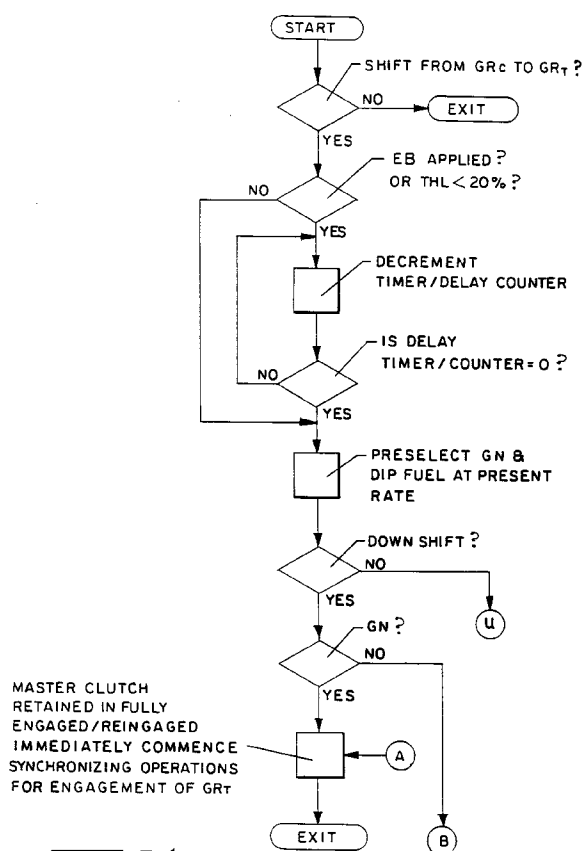 START
SHIFT FROM GRC TO GRT?
NO
EXIT
YES
EB APPLIED?
OR THL<20%?
NO
YES
DECREMENT
TIMER/DELAY COUNTER
IS DELAY
TIMER/COUNTER=0?
NO
YES
PRESELECT GN &
DIP FUEL AT PRESENT
RATE
DOWN SHIFT?
NO
YES
U
GN?
NO
YES
MASTER CLUTCH
RETAINED IN FULLY
ENGAGED/REINGAGED
IMMEDIATELY COMMENCE
SYNCHRONIZING OPERATIONS
FOR ENGAGEMENT OF GRT
A
EXIT
B